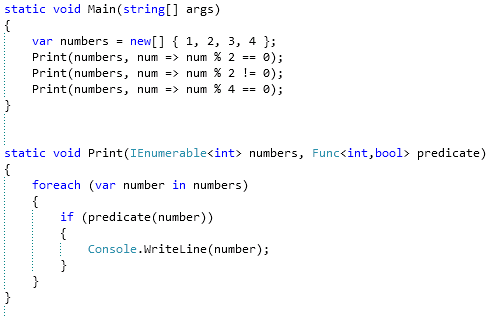 static void Main(string[] args)
{
    var numbers = new[] { 1, 2, 3, 4 };
    Print(numbers, num => num % 2 == 0);
    Print(numbers, num => num % 2 != 0);
    Print(numbers, num => num % 4 == 0);
}

static void Print(IEnumerable<int> numbers, Func<int,bool> predicate)
{
    foreach (var number in numbers)
    {
        if (predicate(number))
        {
            Console.WriteLine(number);
        }
    }
}